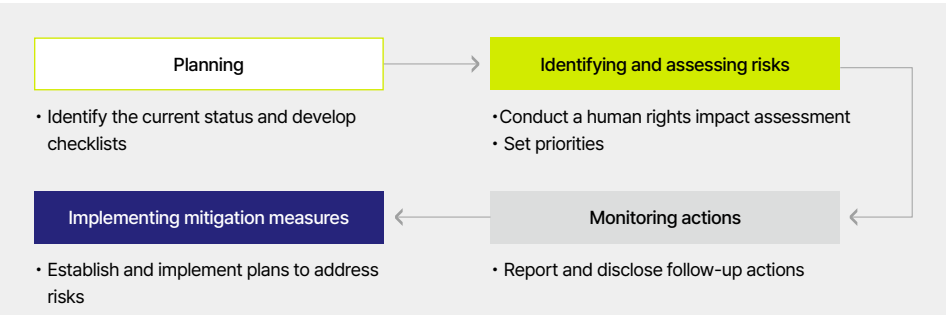 Planning
• Identify the current status and develop
checklists
Identifying and assessing risks
•Conduct a human rights impact assessment
• Set priorities
Monitoring actions
• Report and disclose follow-up actions
Implementing mitigation measures
• Establish and implement plans to address
risks